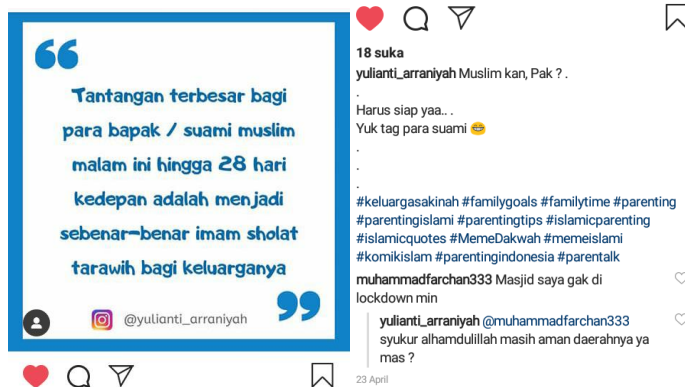 Tantangan terbesar bagi
para bapak / suami muslim
malam ini hingga 28 hari
kedepan adalah menjadi
sebenar-benar imam sholat
tarawih bagi keluarganya
@yulianti_arraniyah
18 suka
yulianti_arraniyah Muslim kan, Pak ? .
.
Harus siap yaa.. .
Yuk tag para suami 😂
.
.
.
#keluargasakinah #familygoals #familytime #parenting
#parentingislami #parentingtips #islamicparenting
#islamicquotes #MemeDakwah #memeislami
#komikislam #parentingindonesia #parentalk
muhammadfarchan333 Masjid saya gak di
lockdown min
yulianti_arraniyah @muhammadfarchan333
syukur alhamdulillah masih aman daerahnya ya
mas ?
23 April